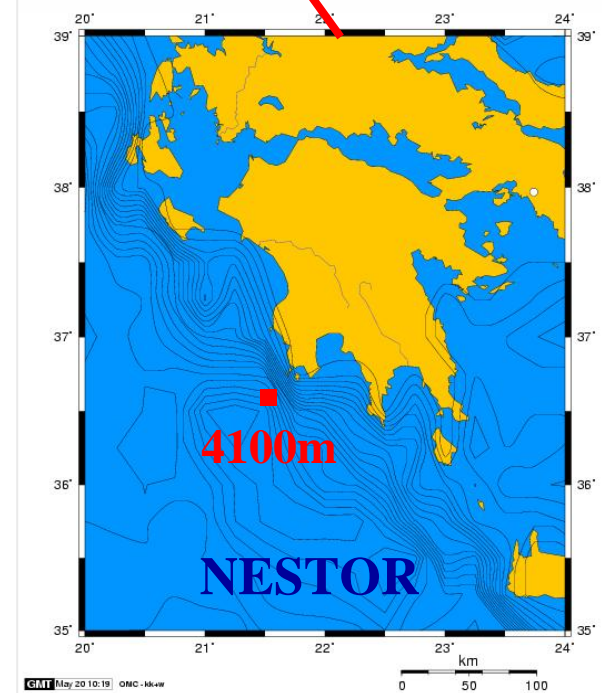 20˚ 21˚ 22˚ 23˚ 24˚
39˚ 39˚
38˚ 38˚
37˚ 37˚
4100m
36˚ 36˚
NESTOR
35˚ 35˚
20˚ 21˚ 22˚ 23˚ 24˚
km
GMT May 20 10:19 OMC - kk+w
0 50 100